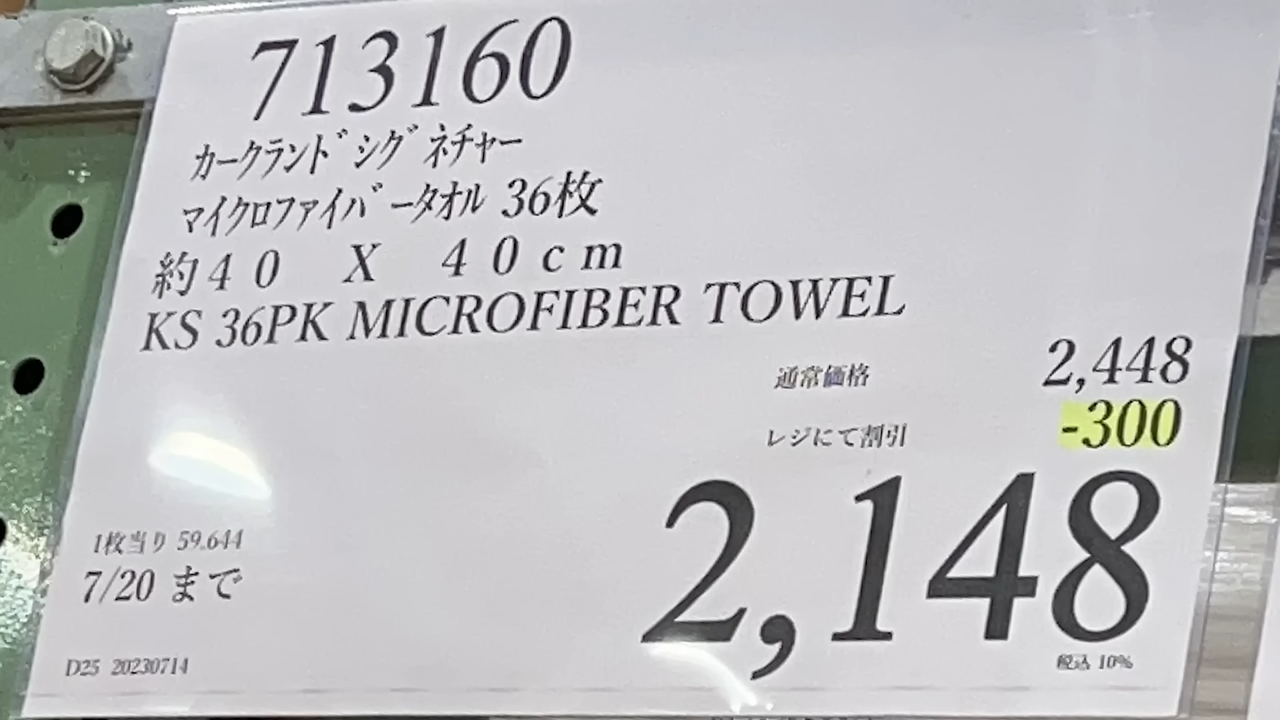 713160
カークランドシグネチャー
マイクロファイバータオル 36枚
約40 X 40cm
KS 36PK MICROFIBER TOWEL
通常価格 2,448
レジにて割引 -300
2,148
1枚当り 59.644
7/20 まで
税込 10%
D25 20230714